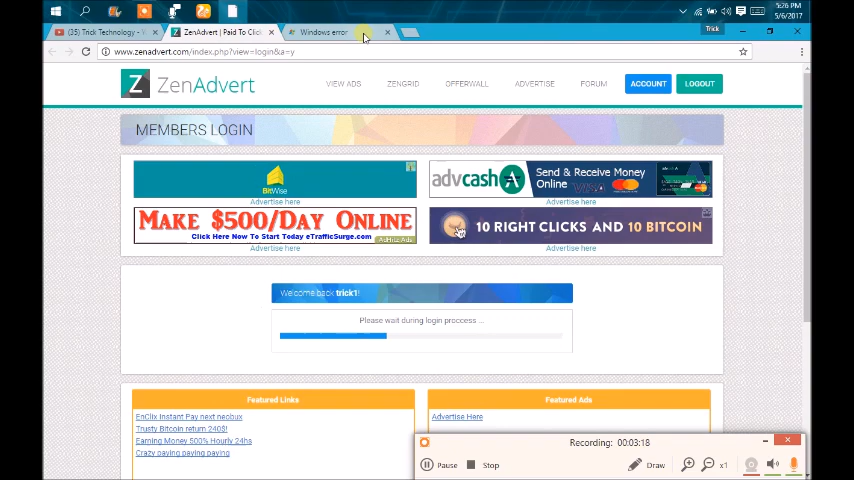 5:26 PM
5/6/2017
Trick
(35) Trick Technology - Y
ZenAdvert | Paid To Click
Windows error
www.zenadvert.com/index.php?view=login&a=y
Z ZenAdvert
VIEW ADS
ZENGRID
OFFERWALL
ADVERTISE
FORUM
ACCOUNT
LOGOUT
MEMBERS LOGIN
BitWise
Advertise here
advcash Send & Receive Money Online VISA
Advertise here
MAKE $500/DAY ONLINE
Click Here Now To Start Today eTrafficSurge.com
AdHitz Ads
Advertise here
10 RIGHT CLICKS AND 10 BITCOIN
Advertise here
Welcome back trick1!
Please wait during login proccess ...
Featured Links
EnClix Instant Pay next neobux
Trusty Bitcoin return 240$!
Earning Money 500% Hourly 24hs
Crazy paying paying paying
Featured Ads
Advertise Here
Recording: 00:03:18
Pause
Stop
Draw
x1